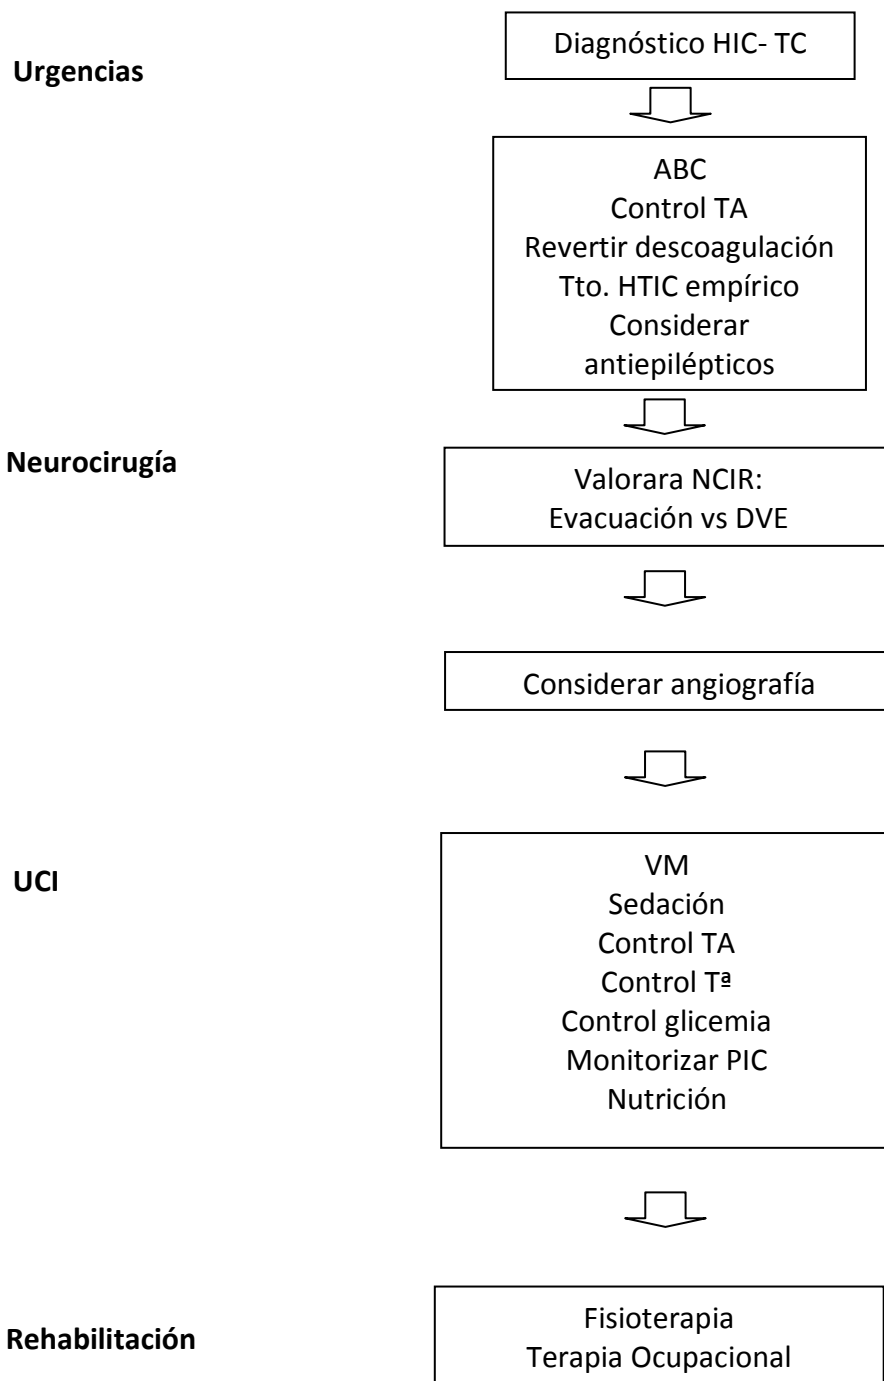 Diagnóstico HIC- TC
Urgencias
ABC
Control TA
Revertir descoagulación
Tto. HTIC empírico
Considerar
antiepilépticos
Neurocirugía
Valorara NCIR:
Evacuación vs DVE
Considerar angiografía
UCI
VM
Sedación
Control TA
Control Tª
Control glicemia
Monitorizar PIC
Nutrición
Rehabilitación
Fisioterapia
Terapia Ocupacional